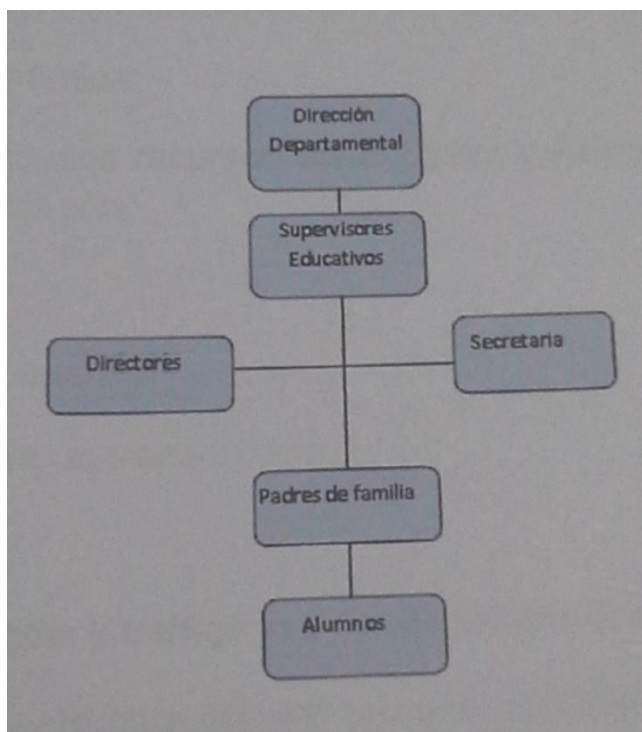 Dirección
Departamental
Supervisores
Educativos
Directores
Secretaria
Padres de familia
Alumnos